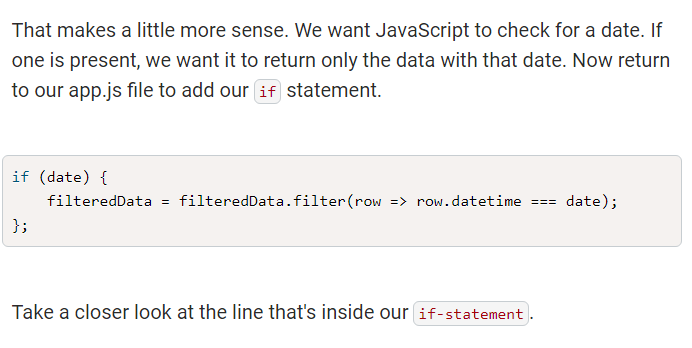 That makes a little more sense. We want JavaScript to check for a date. If
one is present, we want it to return only the data with that date. Now return
to our app.js file to add our if statement.
if (date) {
    filteredData = filteredData.filter(row => row.datetime === date);
};
Take a closer look at the line that's inside our if-statement.